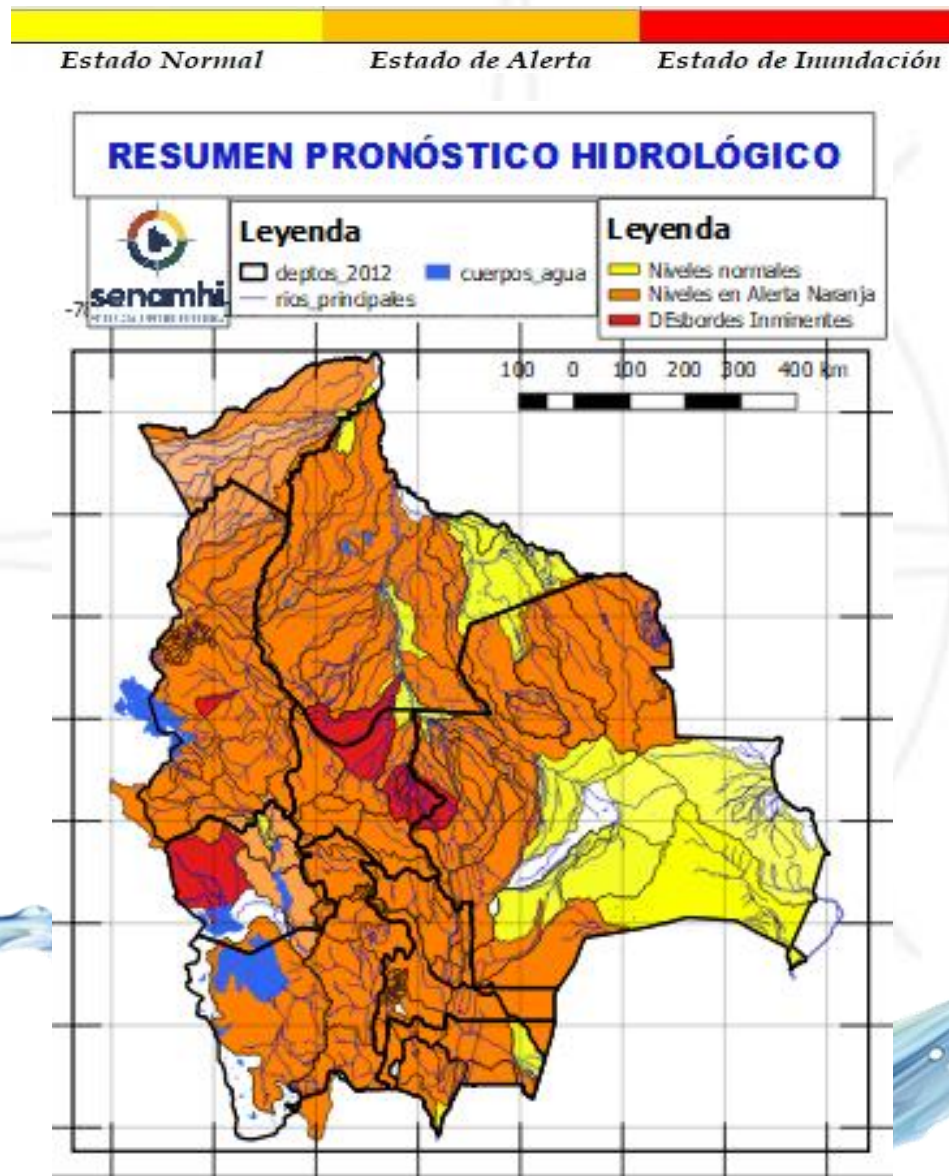 Estado Normal Estado de Alerta Estado de Inundación
RESUMEN PRONÓSTICO HIDROLÓGICO
Leyenda
deptos_2012 cuerpos_agua
rios_principales
Leyenda
Niveles normales
Niveles en Alerta Naranja
DEsbordes Inminentes
senamhi
100 0 100 200 300 400 km